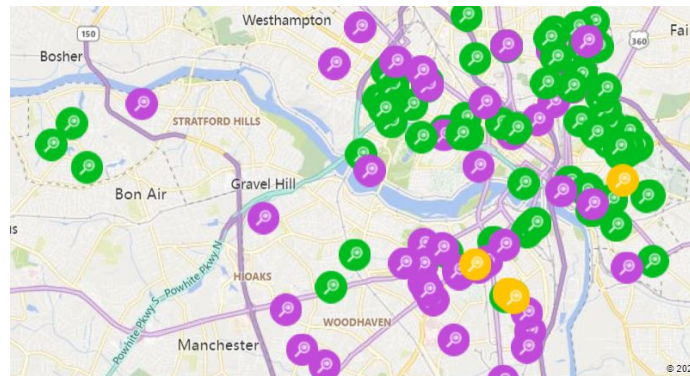 Westhampton
150
360
Fai
Bosher
STRATFORD HILLS
Bon Air
Gravel Hill
is
HIOAKS
Powhite Pkwy N
Powhite Pkwy S
WOODHAVEN
Manchester
© 202